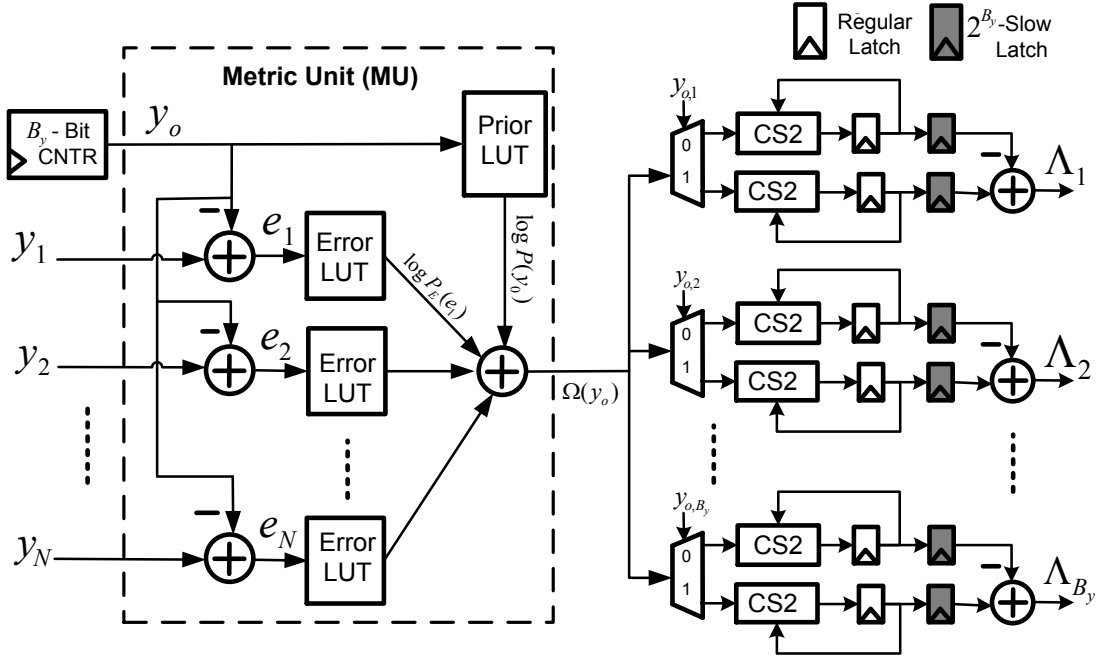 Regular
Latch
2^{B_y}-Slow
Latch
Metric Unit (MU)
B_y - Bit
CNTR
y_o
Prior
LUT
y_{o,1}
0
1
CS2
CS2
−
+
Λ_1
y_1
−
+
e_1
Error
LUT
log P_E(e_1)
log P(y_0)
y_2
−
+
e_2
Error
LUT
+
Ω(y_o)
y_{o,2}
0
1
CS2
CS2
−
+
Λ_2
y_N
−
+
e_N
Error
LUT
y_{o,B_y}
0
1
CS2
CS2
−
+
Λ_{B_y}